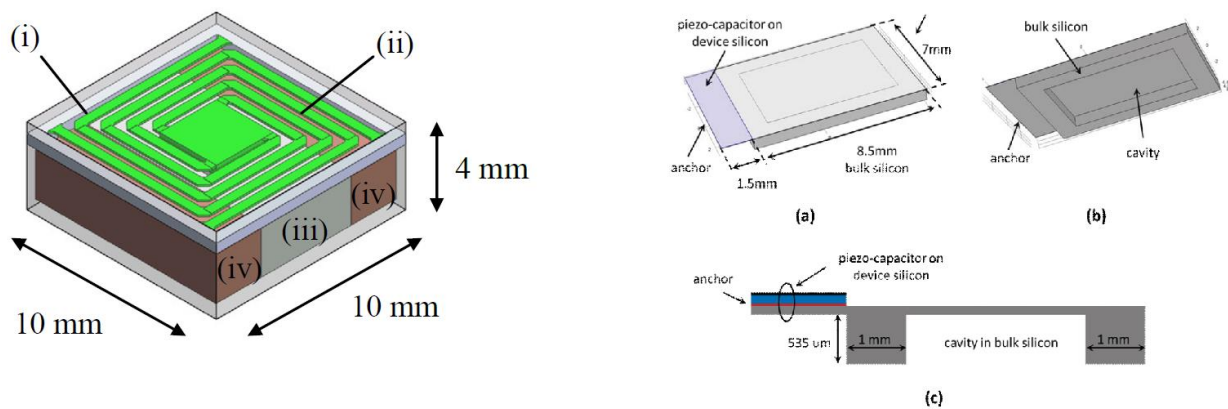 (i)
(ii)
(iii)
(iv)
(iv)
4 mm
10 mm
10 mm
piezo-capacitor on
device silicon
7mm
anchor
1.5mm
8.5mm
bulk silicon
(a)
bulk silicon
anchor
cavity
(b)
piezo-capacitor on
device silicon
anchor
535 um
1 mm
cavity in bulk silicon
1 mm
(c)